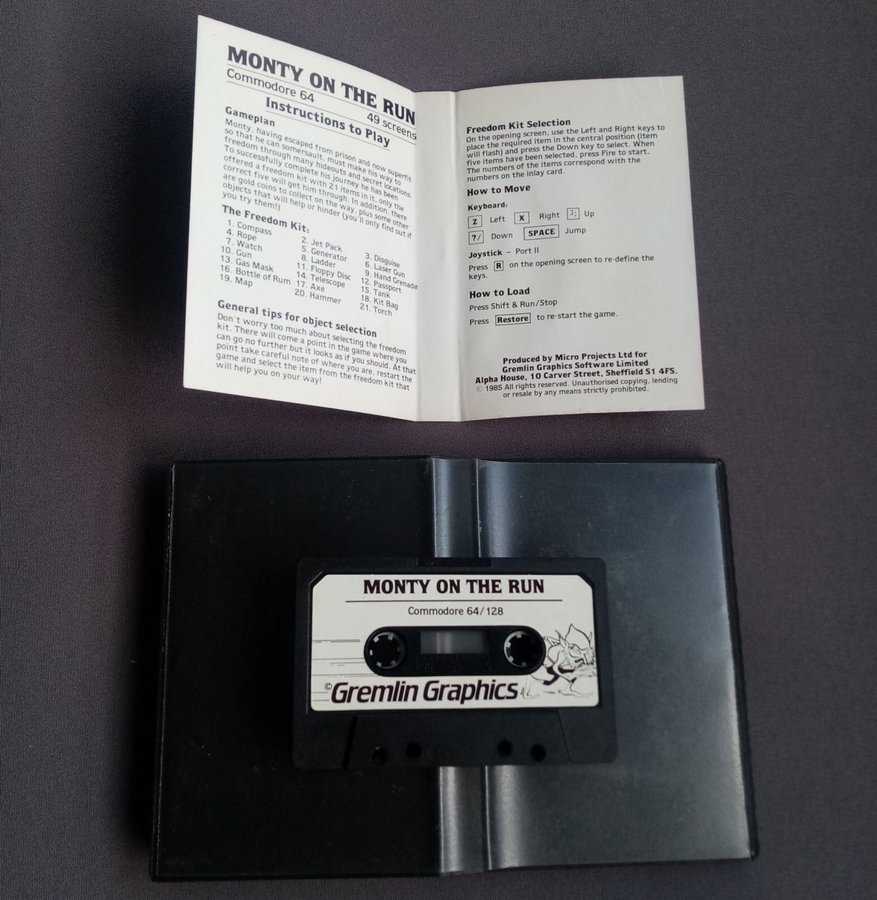 MONTY ON THE RUN
Commodore 64
49 screens
Instructions to Play
Gameplan
Monty, having escaped from prison and now superfit
so that he can somersault, must make his way to
freedom through many hideouts and secret locations.
To successfully complete his journey he has been
offered a freedom kit with 21 items in it, only the
correct five will get him through. In addition, there
are gold coins to collect on the way, plus some other
objects that will help or hinder (you'll only find out if
you try them!)
The Freedom Kit:
1. Compass 2. Jet Pack 3. Disguise
4. Rope 5. Generator 6. Laser Gun
7. Watch 8. Ladder 9. Hand Grenade
10. Gun 11. Floppy Disc 12. Passport
13. Gas Mask 14. Telescope 15. Tank
16. Bottle of Rum 17. Axe 18. Kit Bag
19. Map 20. Hammer 21. Torch
General tips for object selection
Don't worry too much about selecting the freedom
kit. There will come a point in the game where you
can go no further but it looks as if you should. At that
point take careful note of where you are, restart the
game and select the item from the freedom kit that
will help you on your way!
Freedom Kit Selection
On the opening screen, use the Left and Right keys to
place the required item in the central position (item
will flash) and press the Down key to select. When
five items have been selected, press Fire to start.
The numbers of the items correspond with the
numbers on the inlay card.
How to Move
Keyboard:
Z Left X Right ]; Up
?/ Down SPACE Jump
Joystick – Port II
Press R on the opening screen to re-define the
keys.
How to Load
Press Shift & Run/Stop
Press Restore to re-start the game.
Produced by Micro Projects Ltd for
Gremlin Graphics Software Limited
Alpha House, 10 Carver Street, Sheffield S1 4FS.
© 1985 All rights reserved. Unauthorised copying, lending
or resale by any means strictly prohibited.
MONTY ON THE RUN
Commodore 64/128
© Gremlin Graphics